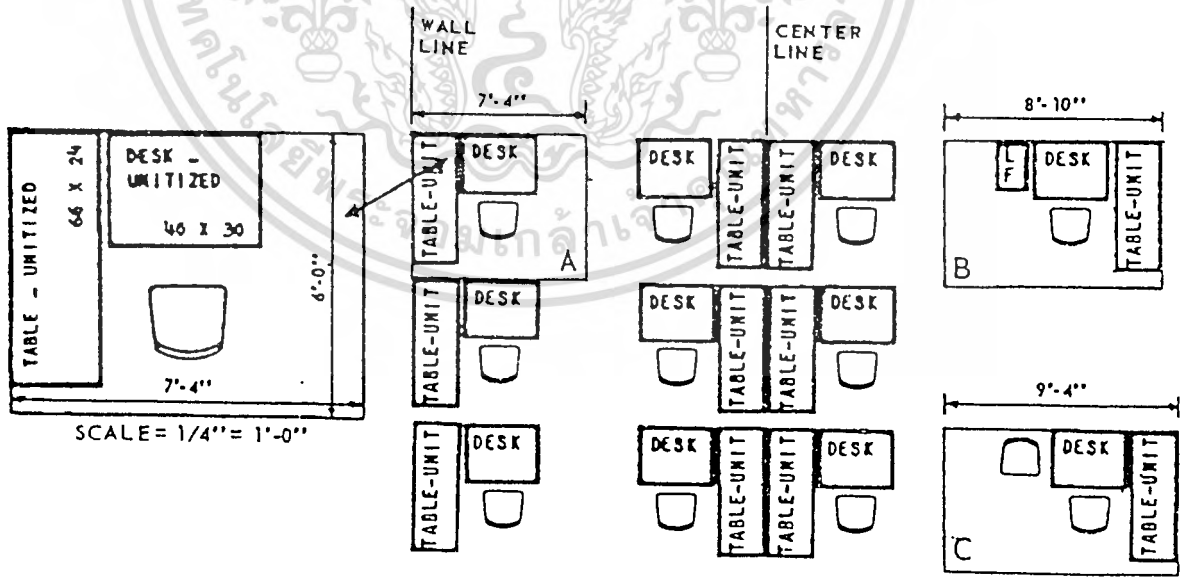 WALL
LINE
CENTER
LINE
7'-4"
8'-10"
TABLE - UNITIZED
66 X 24
DESK -
UNITIZED
46 X 30
6'-0"
7'-4"
SCALE= 1/4"= 1'-0"
TABLE-UNIT
DESK
A
TABLE-UNIT
DESK
TABLE-UNIT
DESK
DESK
TABLE-UNIT
TABLE-UNIT
DESK
DESK
TABLE-UNIT
TABLE-UNIT
DESK
DESK
TABLE-UNIT
TABLE-UNIT
DESK
LF
DESK
TABLE-UNIT
B
9'-4"
DESK
TABLE-UNIT
C